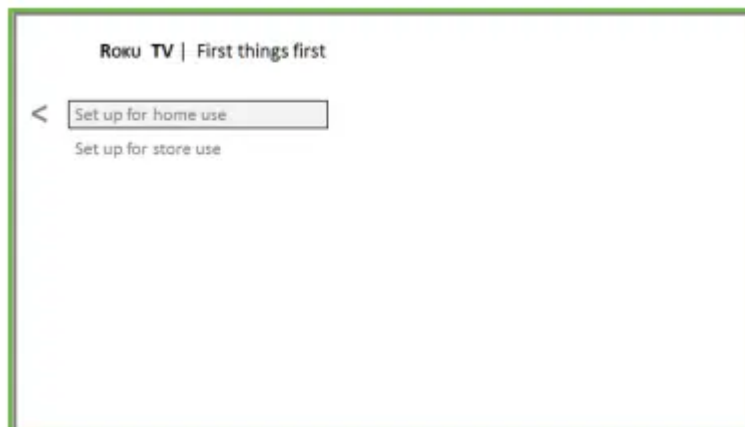 ROKU TV | First things first
<
Set up for home use
Set up for store use